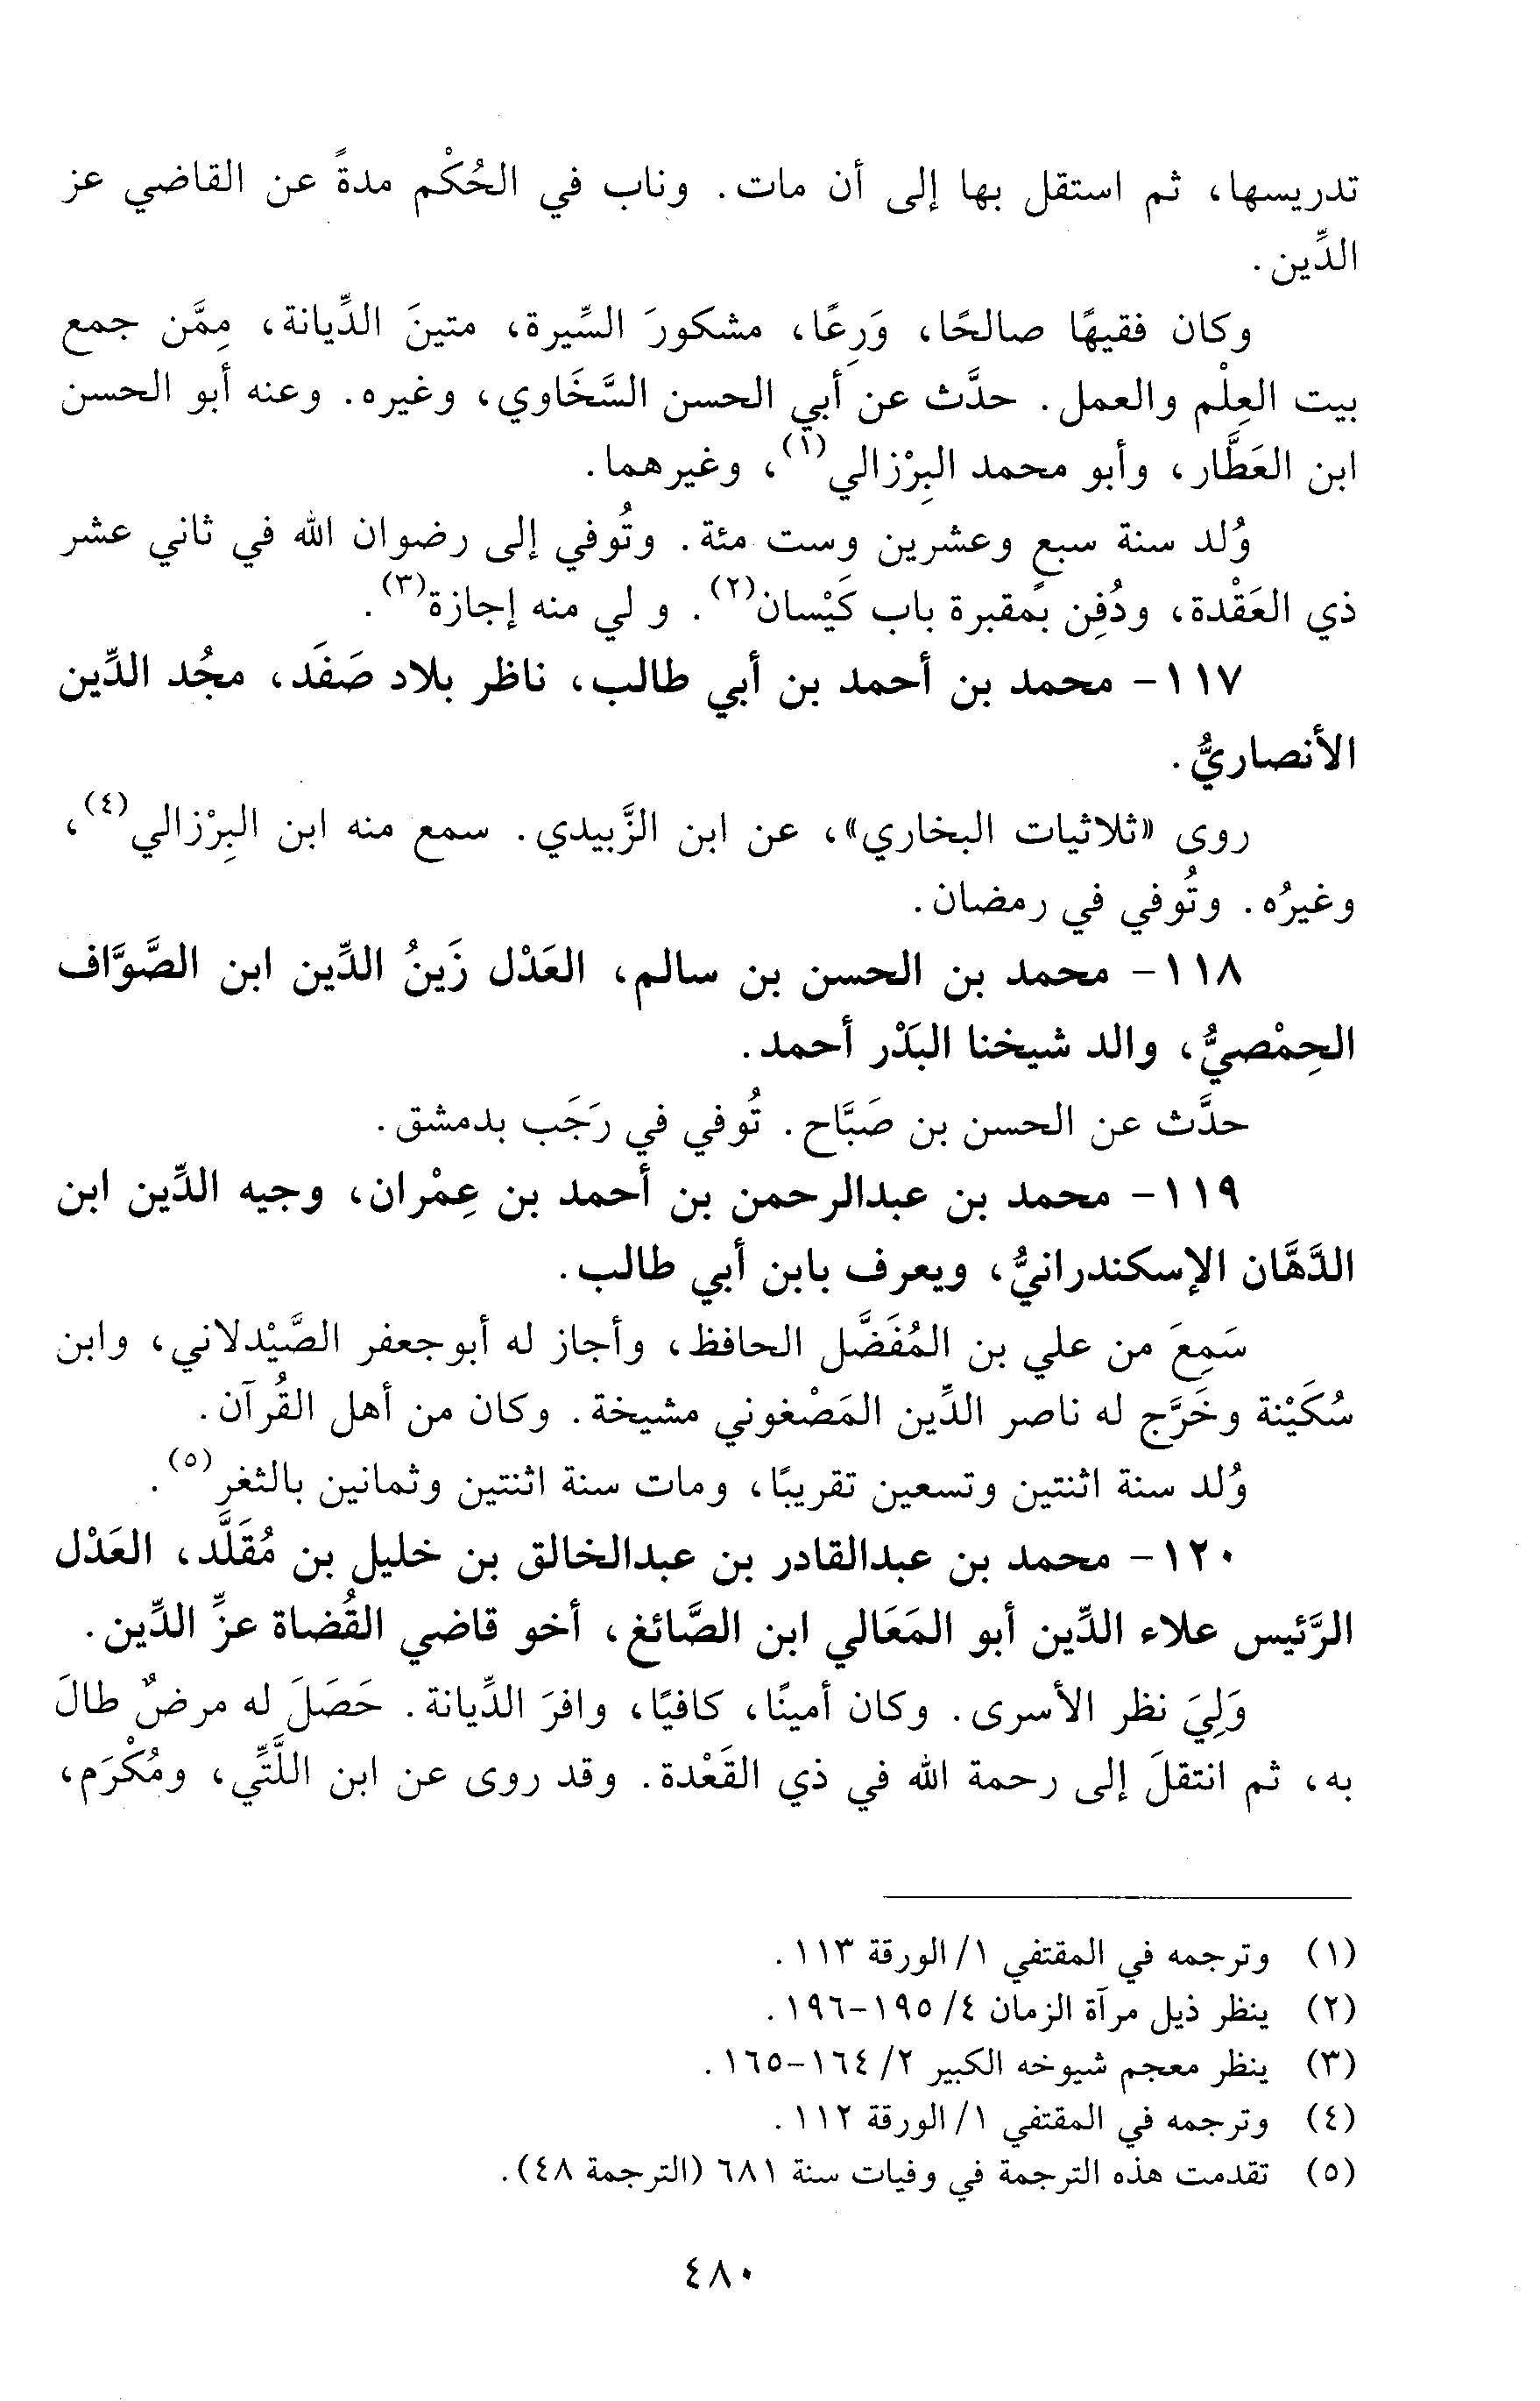 تدريسها، ثم استقل بها إلى أن مات. وناب في الحُكْم مدةً عن القاضي عز
الدِّين.
وكان فقيهًا صالحًا، وَرِعًا، مشكورَ السِّيرة، متينَ الدِّيانة، مِمَّن جمع
بيت العِلْم والعمل. حدَّث عن أبي الحسن السَّخَاوي، وغيره. وعنه أبو الحسن
ابن العَطَّار، وأبو محمد البِرْزالي(١)، وغيرهما.
وُلد سنة سبعٍ وعشرين وست مئة. وتُوفي إلى رضوان الله في ثاني عشر
ذي العَقْدة، ودُفِن بمقبرة باب كَيْسان(٢). و لي منه إجازة(٣).
١١٧- محمد بن أحمد بن أبي طالب، ناظر بلاد صَفَد، مجُد الدِّين
الأنصاريُّ.
روى «ثلاثيات البخاري»، عن ابن الزَّبيدي. سمع منه ابن البِرْزالي(٤)،
وغيرُه. وتُوفي في رمضان.
١١٨- محمد بن الحسن بن سالم، العَدْل زَينُ الدِّين ابن الصَّوَّاف
الحِمْصيُّ، والد شيخنا البَدْر أحمد.
حدَّث عن الحسن بن صَبَّاح. تُوفي في رَجَب بدمشق.
١١٩- محمد بن عبدالرحمن بن أحمد بن عِمْران، وجيه الدِّين ابن
الدَّهَّان الإسكندرانيُّ، ويعرف بابن أبي طالب.
سَمِعَ من علي بن المُفَضَّل الحافظ، وأجاز له أبوجعفر الصَّيْدلاني، وابن
سُكَيْنة وخَرَّج له ناصر الدِّين المَصْغوني مشيخة. وكان من أهل القُرآن.
وُلد سنة اثنتين وتسعين تقريبًا، ومات سنة اثنتين وثمانين بالثغر(٥).
١٢٠- محمد بن عبدالقادر بن عبدالخالق بن خليل بن مُقَلَّد، العَدْل
الرَّئيس علاء الدِّين أبو المَعَالي ابن الصَّائغ، أخو قاضي القُضاة عزِّ الدِّين.
وَلِيَ نظر الأسرى. وكان أمينًا، كافيًا، وافرَ الدِّيانة. حَصَلَ له مرضٌ طالَ
به، ثم انتقلَ إلى رحمة الله في ذي القَعْدة. وقد روى عن ابن اللَّتِّي، ومُكْرَم،
(١) وترجمه في المقتفي ١/ الورقة ١١٣.
(٢) ينظر ذيل مرآة الزمان ٤/ ١٩٥-١٩٦.
(٣) ينظر معجم شيوخه الكبير ٢/ ١٦٤-١٦٥.
(٤) وترجمه في المقتفي ١/ الورقة ١١٢.
(٥) تقدمت هذه الترجمة في وفيات سنة ٦٨١ (الترجمة ٤٨).
٤٨٠